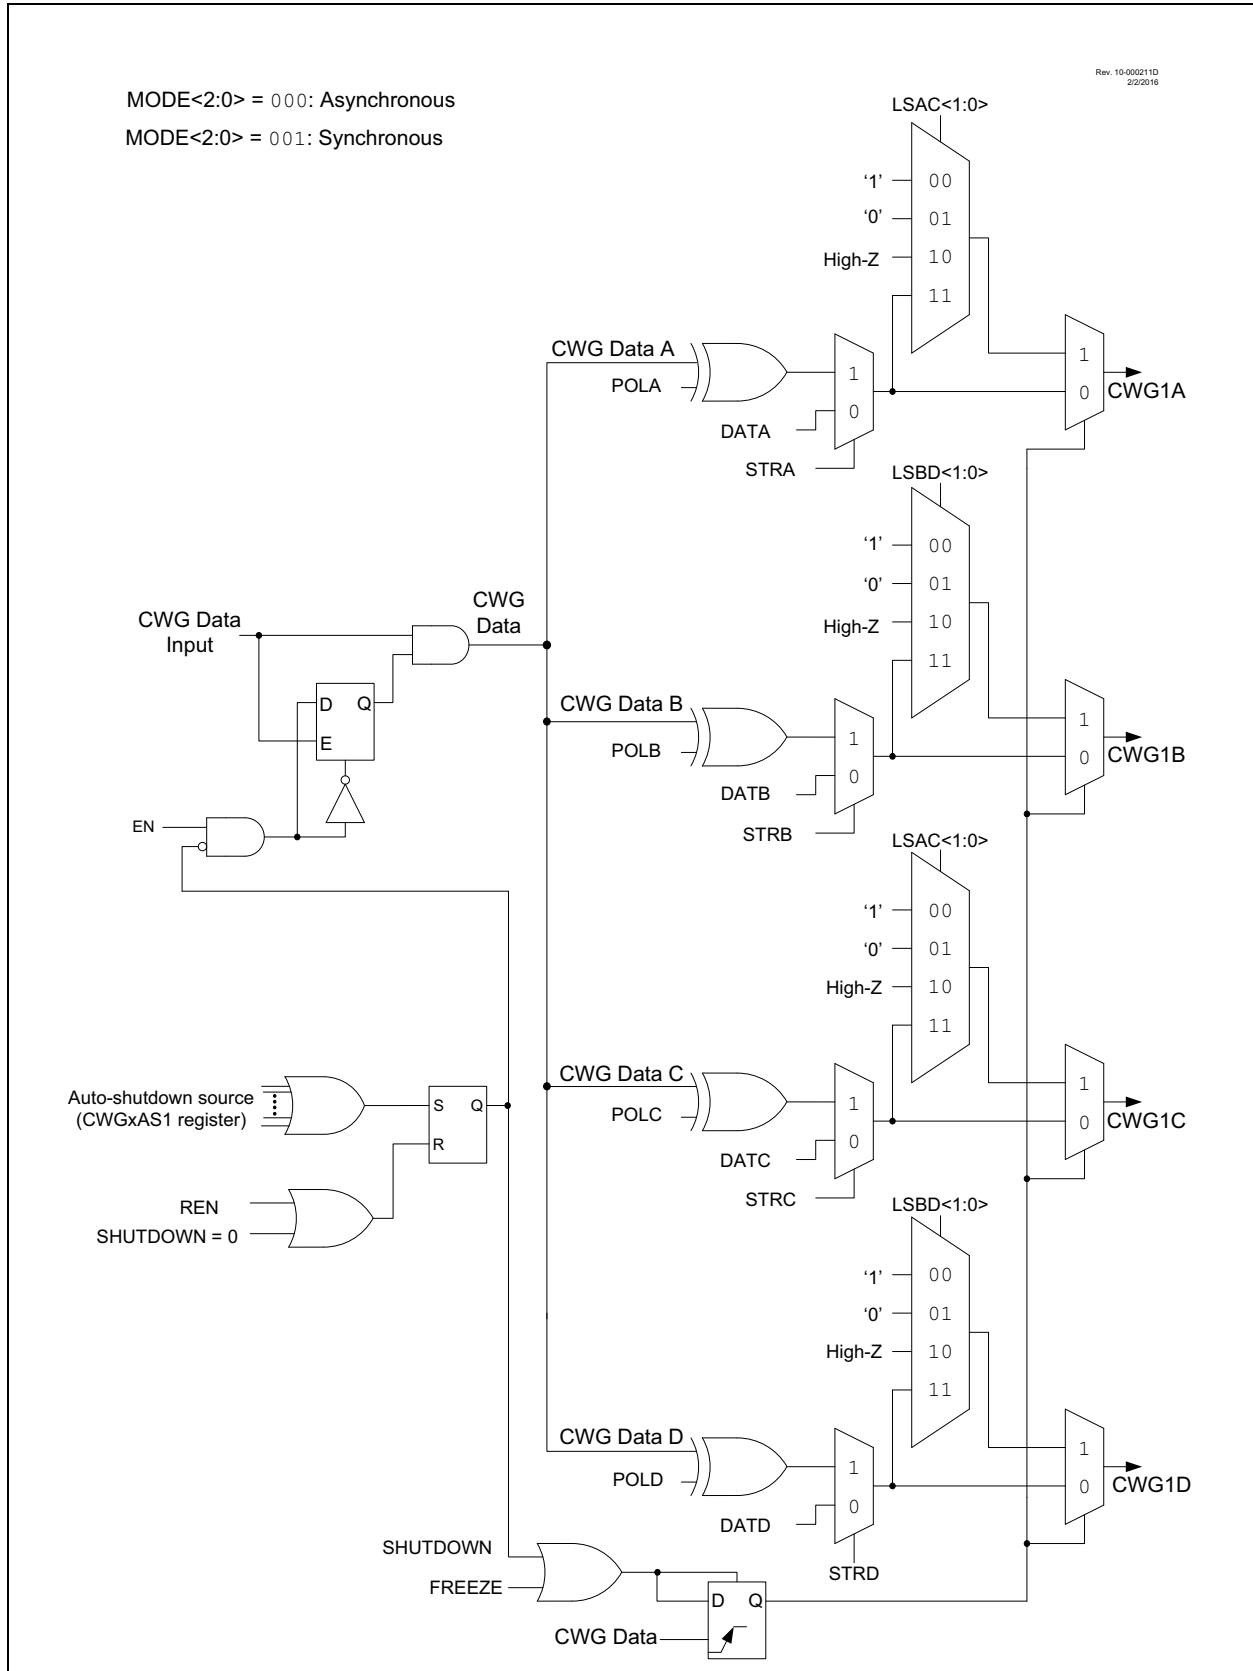 Rev. 10-000211D
2/2/2016
MODE<2:0> = 000: Asynchronous
MODE<2:0> = 001: Synchronous
LSAC<1:0>
‘1’
00
‘0’
01
High-Z
10
11
CWG Data A
POLA
1
0
DATA
STRA
1
0
CWG1A
LSBD<1:0>
‘1’
00
‘0’
01
High-Z
10
11
CWG Data
Input
CWG
Data
D
Q
E
EN
CWG Data B
POLB
1
0
DATB
STRB
1
0
CWG1B
LSAC<1:0>
‘1’
00
‘0’
01
High-Z
10
11
CWG Data C
POLC
1
0
DATC
STRC
1
0
CWG1C
Auto-shutdown source
(CWGxAS1 register)
S
Q
R
REN
SHUTDOWN = 0
LSBD<1:0>
‘1’
00
‘0’
01
High-Z
10
11
CWG Data D
POLD
1
0
DATD
STRD
1
0
CWG1D
SHUTDOWN
FREEZE
D
Q
CWG Data